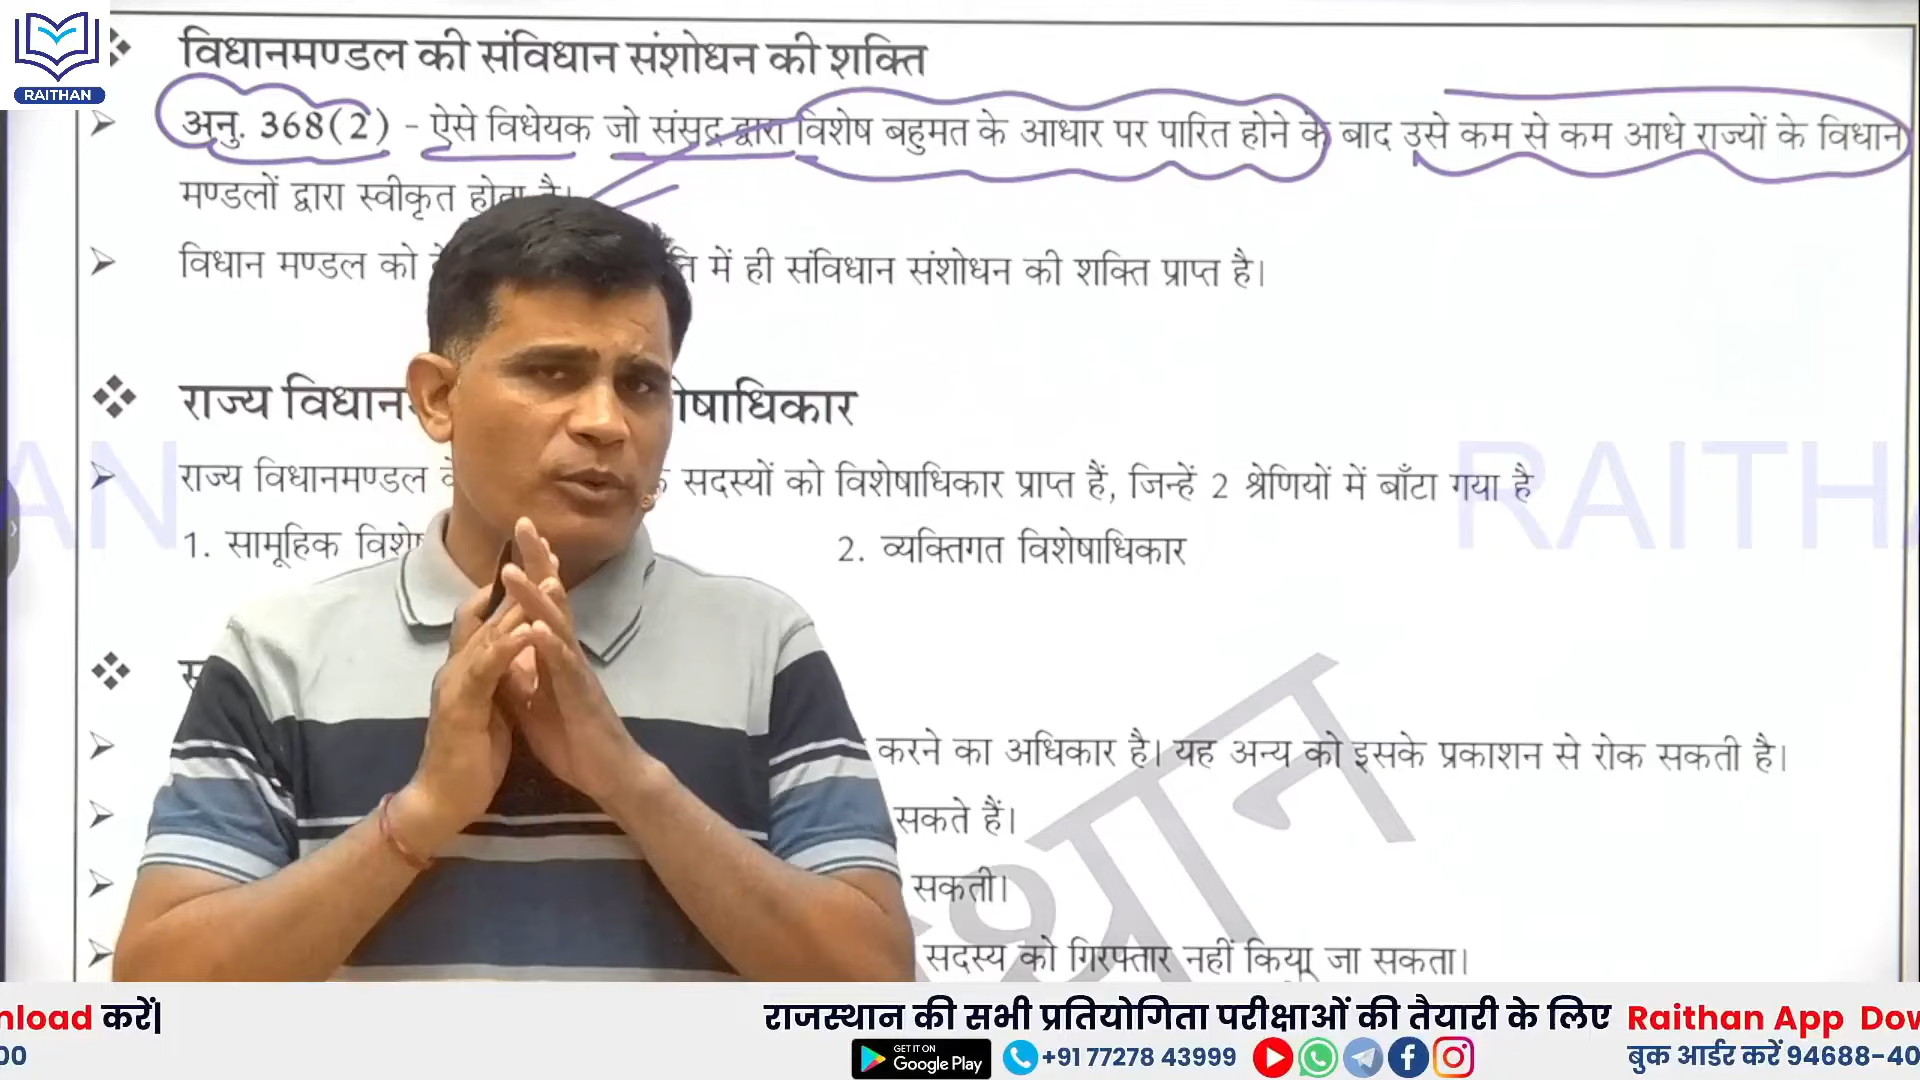 RAITHAN
विधानमण्डल की संविधान संशोधन की शक्ति
अनु. 368(2) - ऐसे विधेयक जो संसद द्वारा विशेष बहुमत के आधार पर पारित होने के बाद उसे कम से कम आधे राज्यों के विधान
मण्डलों द्वारा स्वीकृत होता है।
विधान मण्डल को में ही संविधान संशोधन की शक्ति प्राप्त है।
राज्य
राज्य विधानमण्डल सदस्यों को विशेषाधिकार प्राप्त हैं, जिन्हें 2 श्रेणियों में बाँटा गया है
1. सामूहिक 2. व्यक्तिगत विशेषाधिकार
करने का अधिकार है। यह अन्य को इसके प्रकाशन से रोक सकती है।
सकते हैं।
सकती।
सदस्य को गिरफ्तार नहीं किया जा सकता।
RAITH
करें| राजस्थान की सभी प्रतियोगिता परीक्षाओं की तैयारी के लिए Raithan App
GET IT ON
Google Play
+91 77278 43999
बुक आर्डर करें 94688-40